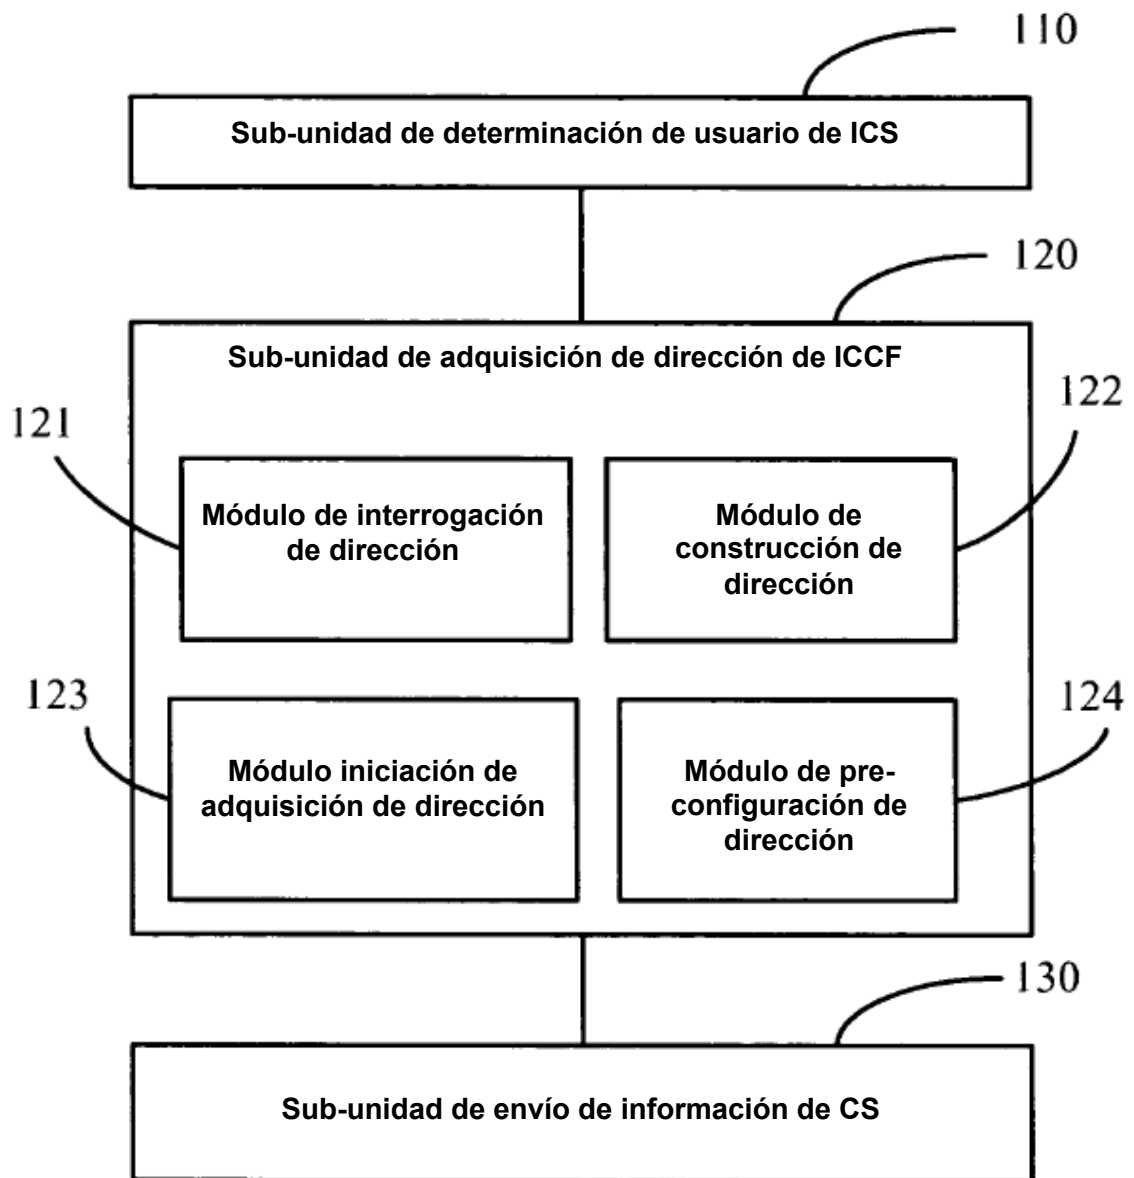 110
Sub-unidad de determinación de usuario de ICS
120
Sub-unidad de adquisición de dirección de ICCF
121
122
Módulo de interrogación
de dirección
Módulo de
construcción de
dirección
123
124
Módulo iniciación de
adquisición de dirección
Módulo de pre-
configuración de
dirección
130
Sub-unidad de envío de información de CS